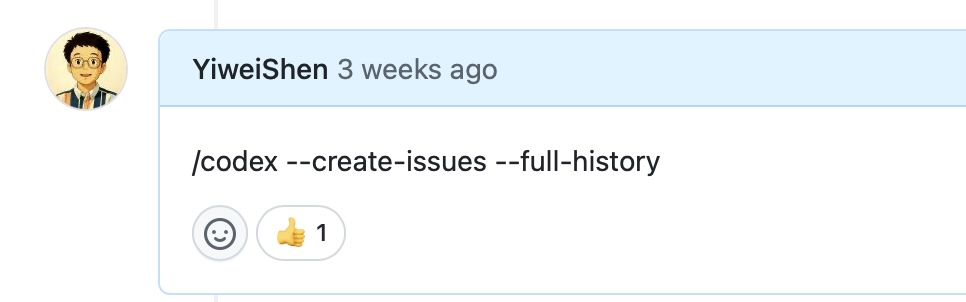 YiweiShen 3 weeks ago
/codex --create-issues --full-history
👍 1